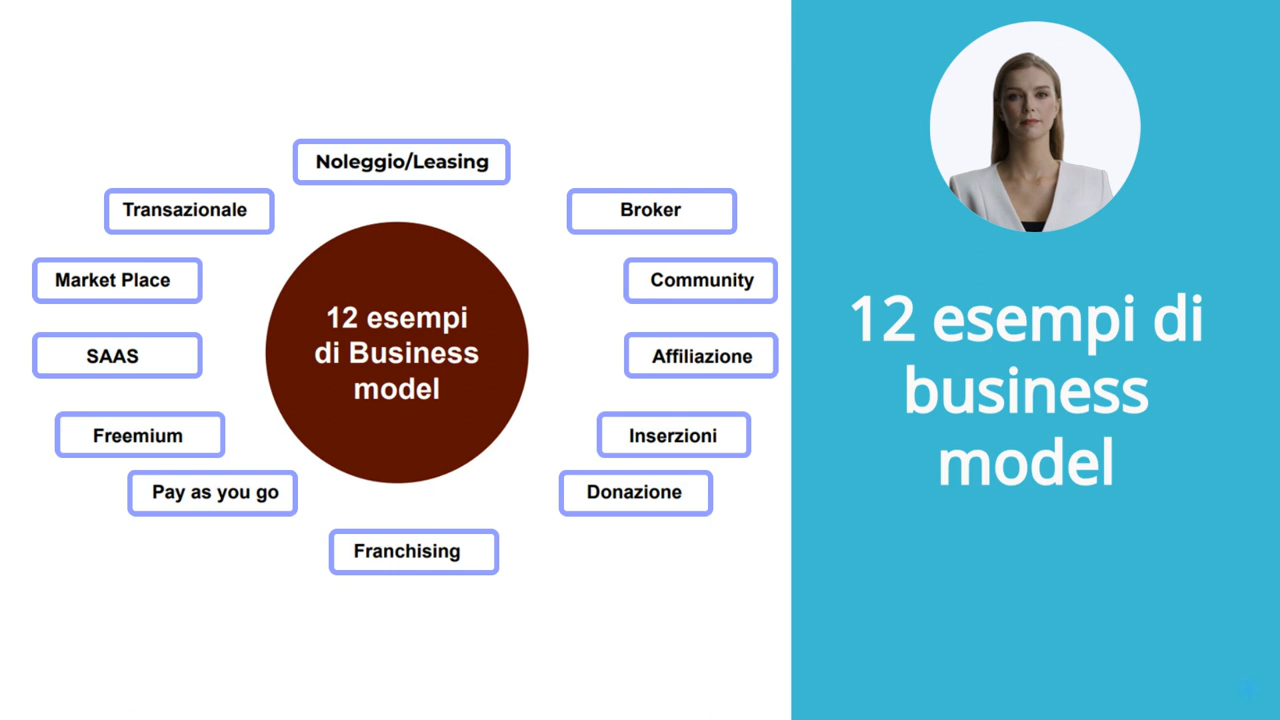 Noleggio/Leasing
Transazionale
Broker
Market Place
Community
SAAS
Affiliazione
Freemium
Inserzioni
Pay as you go
Donazione
Franchising
12 esempi
di Business
model
12 esempi di
business
model